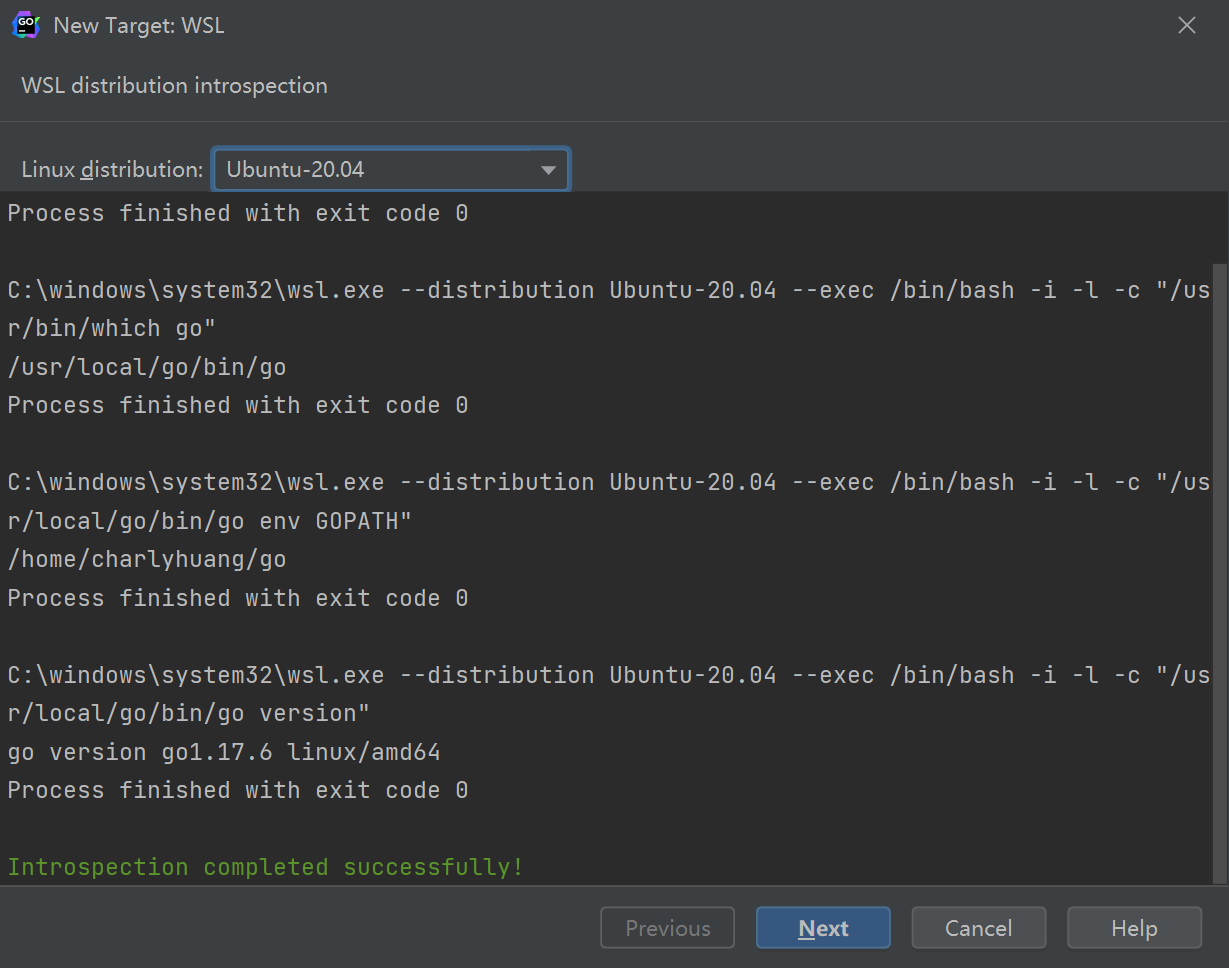 GO
New Target: WSL
WSL distribution introspection
Linux distribution: Ubuntu-20.04
Process finished with exit code 0
C:\windows\system32\wsl.exe --distribution Ubuntu-20.04 --exec /bin/bash -i -l -c "/us
r/bin/which go"
/usr/local/go/bin/go
Process finished with exit code 0
C:\windows\system32\wsl.exe --distribution Ubuntu-20.04 --exec /bin/bash -i -l -c "/us
r/local/go/bin/go env GOPATH"
/home/charlyhuang/go
Process finished with exit code 0
C:\windows\system32\wsl.exe --distribution Ubuntu-20.04 --exec /bin/bash -i -l -c "/us
r/local/go/bin/go version"
go version go1.17.6 linux/amd64
Process finished with exit code 0
Introspection completed successfully!
Previous Next Cancel Help